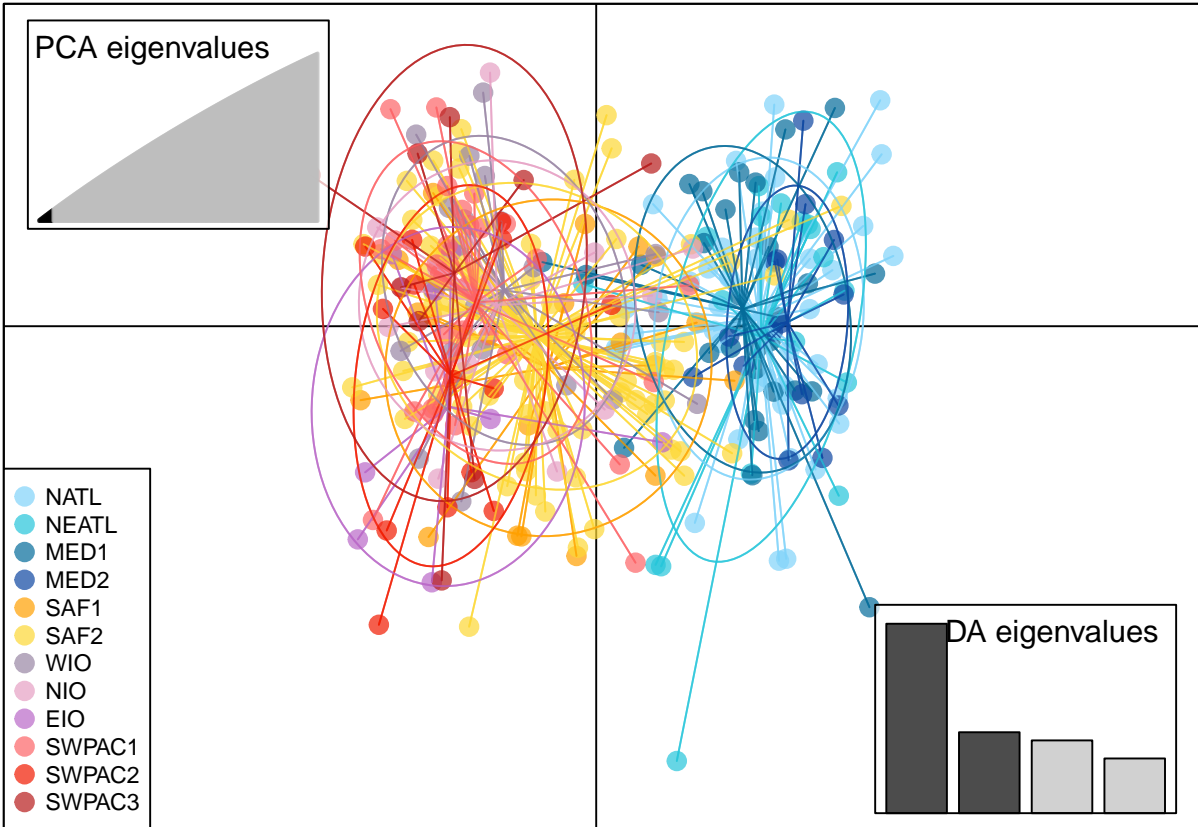 PCA eigenvalues
NATL
NEATL
MED1
MED2
SAF1
SAF2
WIO
NIO
EIO
SWPAC1
SWPAC2
SWPAC3
DA eigenvalues